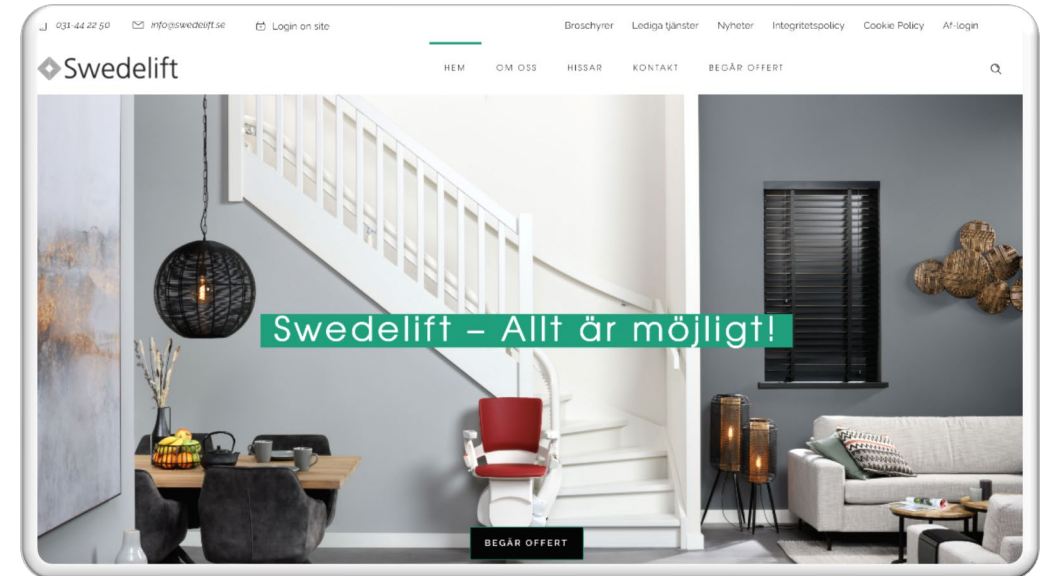 031-44 22 50 info@swedelift.se Login on site Broschyrer Lediga tjänster Nyheter Integritetspolicy Cookie Policy Åf-login
Swedelift HEM OM OSS HISSAR KONTAKT BEGÄR OFFERT
Swedelift – Allt är möjligt!
BEGÄR OFFERT